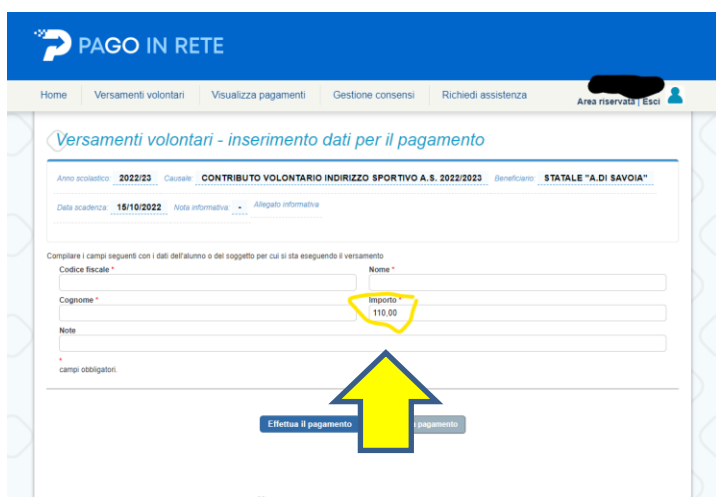 PAGO IN RETE
Home Versamenti volontari Visualizza pagamenti Gestione consensi Richiedi assistenza Area riservata | Esci
Versamenti volontari - inserimento dati per il pagamento
Anno scolastico: 2022/23 Causale: CONTRIBUTO VOLONTARIO INDIRIZZO SPORTIVO A.S. 2022/2023 Beneficiario: STATALE "A.DI SAVOIA"
Data scadenza: 15/10/2022 Nota informativa: - Allegato informativa
Compilare i campi seguenti con i dati dell'alunno o del soggetto per cui si sta eseguendo il versamento
Codice fiscale * Nome *
Cognome * Importo *
110,00
Note
*
campi obbligatori.
Effettua il pagamento pagamento